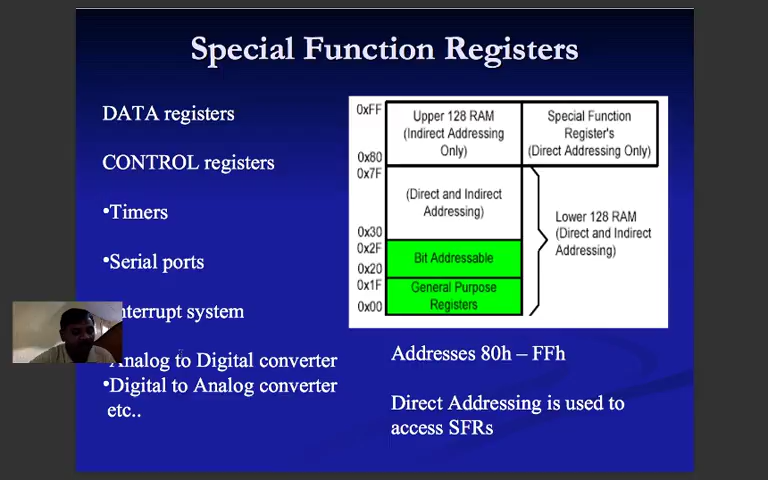 Special Function Registers
DATA registers
CONTROL registers
•Timers
•Serial ports
nterrupt system
Analog to Digital converter
•Digital to Analog converter
etc..
0xFF
Upper 128 RAM
(Indirect Addressing
Only)
0x80
Special Function
Register's
(Direct Addressing Only)
0x7F
(Direct and Indirect
Addressing)
0x30
0x2F
Bit Addressable
0x20
0x1F
General Purpose
Registers
0x00
Lower 128 RAM
(Direct and Indirect
Addressing)
Addresses 80h – FFh
Direct Addressing is used to
access SFRs